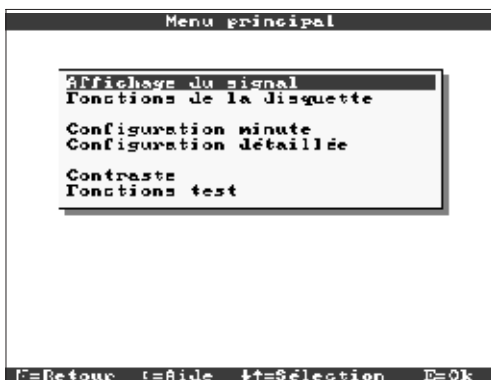 Menu principal
Affichage du signal
Fonctions de la disquette
Configuration minute
Configuration détaillée
Contraste
Fonctions test
=Retour =Aide ↓↑=Sélection =Ok